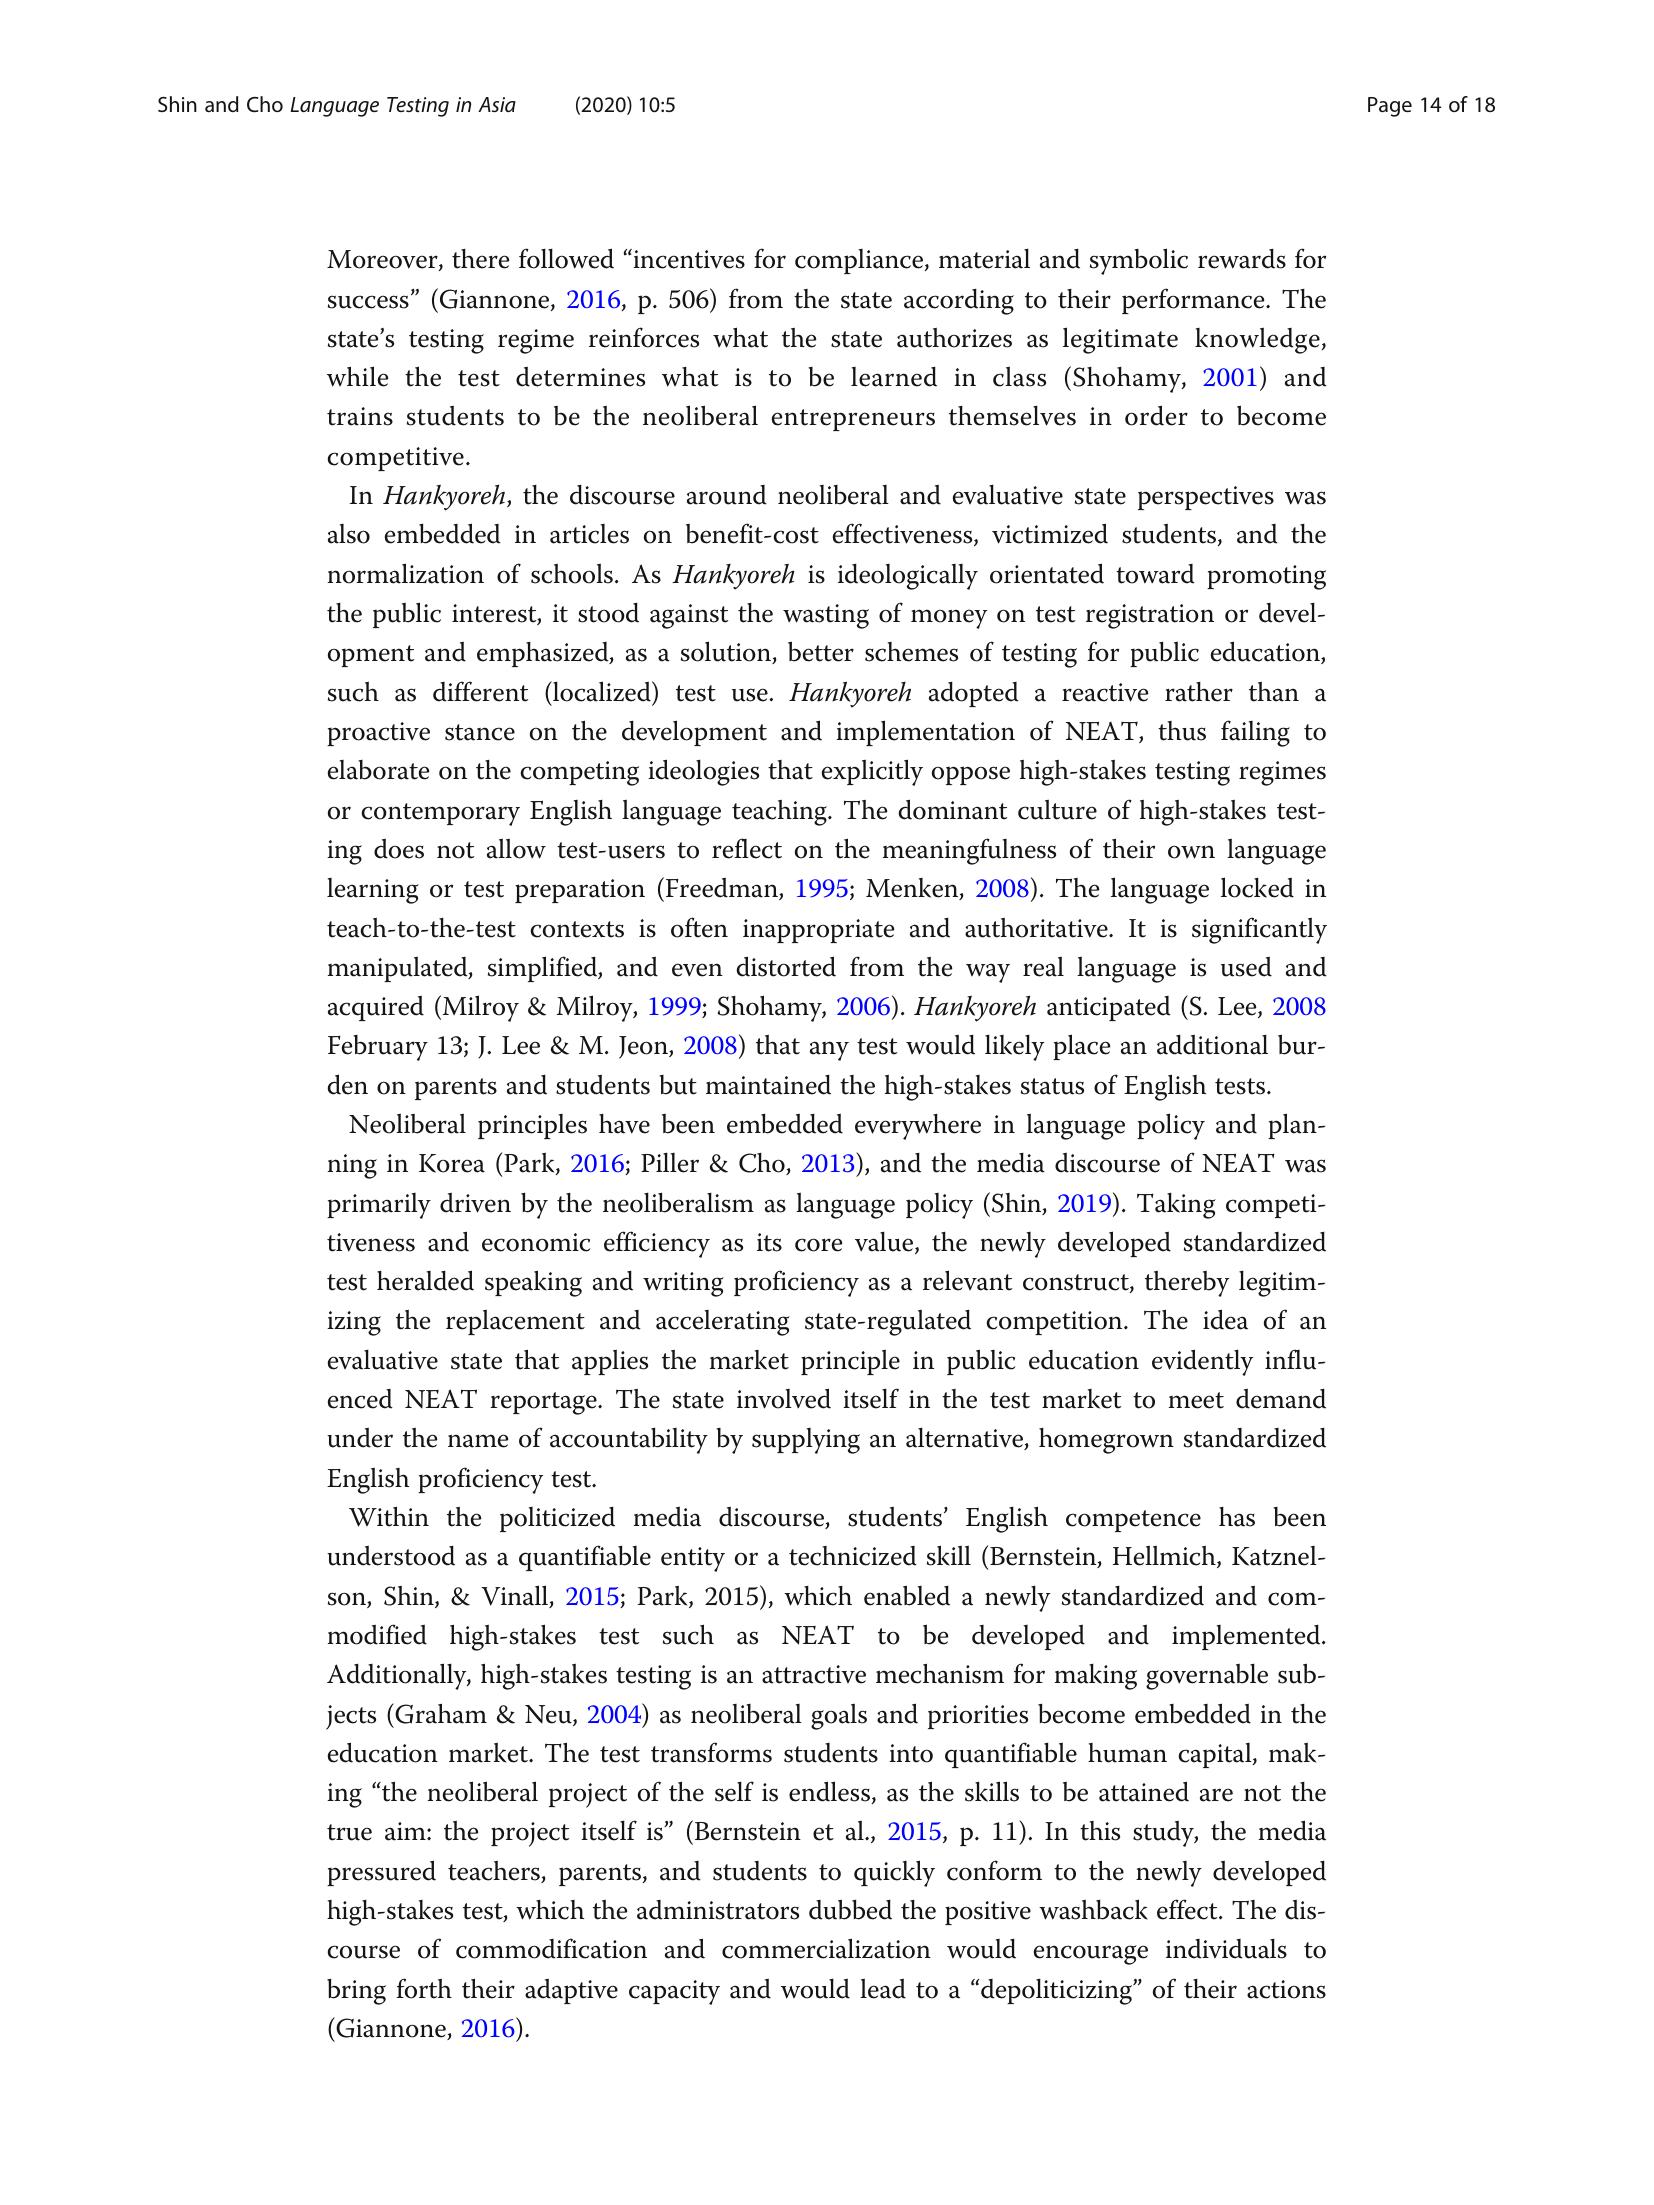 Shin and Cho Language Testing in Asia (2020) 10:5 Page 14 of 18
Moreover, there followed “incentives for compliance, material and symbolic rewards for
success” (Giannone, 2016, p. 506) from the state according to their performance. The
state’s testing regime reinforces what the state authorizes as legitimate knowledge,
while the test determines what is to be learned in class (Shohamy, 2001) and
trains students to be the neoliberal entrepreneurs themselves in order to become
competitive.
In Hankyoreh, the discourse around neoliberal and evaluative state perspectives was
also embedded in articles on benefit-cost effectiveness, victimized students, and the
normalization of schools. As Hankyoreh is ideologically orientated toward promoting
the public interest, it stood against the wasting of money on test registration or devel-
opment and emphasized, as a solution, better schemes of testing for public education,
such as different (localized) test use. Hankyoreh adopted a reactive rather than a
proactive stance on the development and implementation of NEAT, thus failing to
elaborate on the competing ideologies that explicitly oppose high-stakes testing regimes
or contemporary English language teaching. The dominant culture of high-stakes test-
ing does not allow test-users to reflect on the meaningfulness of their own language
learning or test preparation (Freedman, 1995; Menken, 2008). The language locked in
teach-to-the-test contexts is often inappropriate and authoritative. It is significantly
manipulated, simplified, and even distorted from the way real language is used and
acquired (Milroy & Milroy, 1999; Shohamy, 2006). Hankyoreh anticipated (S. Lee, 2008
February 13; J. Lee & M. Jeon, 2008) that any test would likely place an additional bur-
den on parents and students but maintained the high-stakes status of English tests.
Neoliberal principles have been embedded everywhere in language policy and plan-
ning in Korea (Park, 2016; Piller & Cho, 2013), and the media discourse of NEAT was
primarily driven by the neoliberalism as language policy (Shin, 2019). Taking competi-
tiveness and economic efficiency as its core value, the newly developed standardized
test heralded speaking and writing proficiency as a relevant construct, thereby legitim-
izing the replacement and accelerating state-regulated competition. The idea of an
evaluative state that applies the market principle in public education evidently influ-
enced NEAT reportage. The state involved itself in the test market to meet demand
under the name of accountability by supplying an alternative, homegrown standardized
English proficiency test.
Within the politicized media discourse, students’ English competence has been
understood as a quantifiable entity or a technicized skill (Bernstein, Hellmich, Katznel-
son, Shin, & Vinall, 2015; Park, 2015), which enabled a newly standardized and com-
modified high-stakes test such as NEAT to be developed and implemented.
Additionally, high-stakes testing is an attractive mechanism for making governable sub-
jects (Graham & Neu, 2004) as neoliberal goals and priorities become embedded in the
education market. The test transforms students into quantifiable human capital, mak-
ing “the neoliberal project of the self is endless, as the skills to be attained are not the
true aim: the project itself is” (Bernstein et al., 2015, p. 11). In this study, the media
pressured teachers, parents, and students to quickly conform to the newly developed
high-stakes test, which the administrators dubbed the positive washback effect. The dis-
course of commodification and commercialization would encourage individuals to
bring forth their adaptive capacity and would lead to a “depoliticizing” of their actions
(Giannone, 2016).